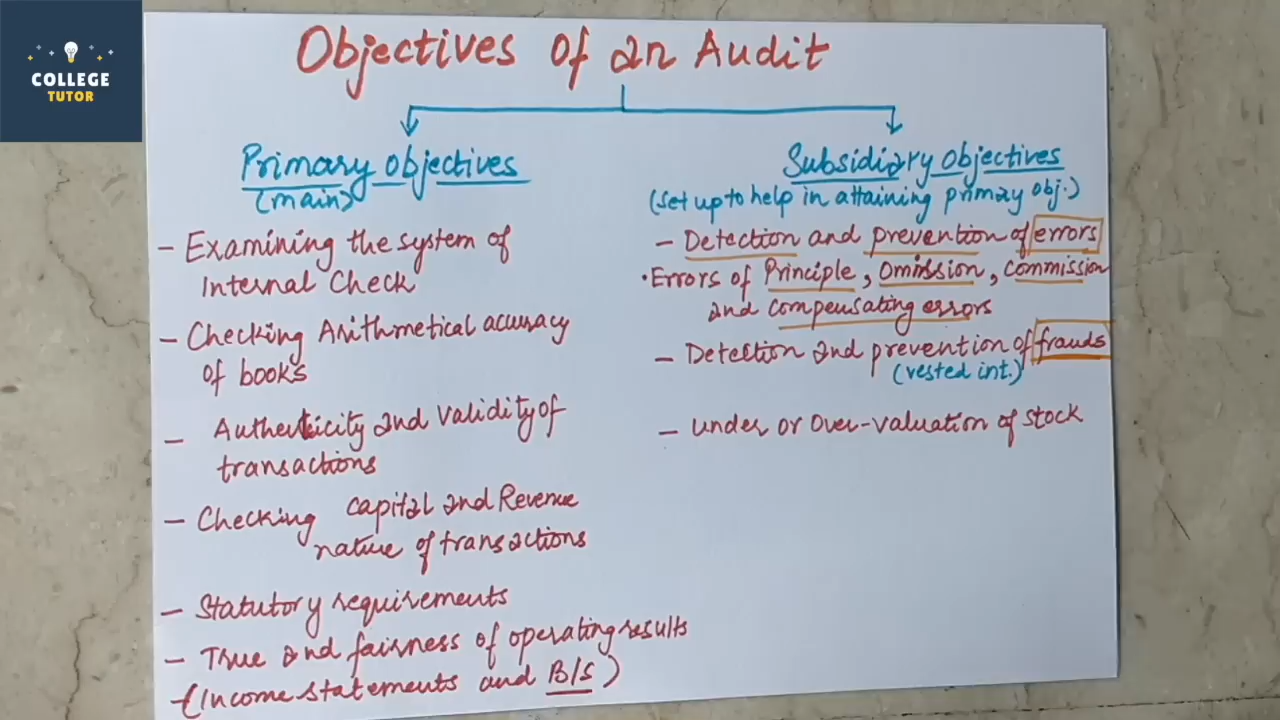 COLLEGE
TUTOR
Objectives of an Audit
Primary Objectives
(main)
- Examining the system of
Internal Check
- Checking Arithmetical accuracy
of books
- Authenticity and validity of
transactions
- Checking capital and Revenue
nature of transactions
- Statutory requirements
- True and fairness of operating results
- (Income statements and B/S)
Subsidiary Objectives
(set up to help in attaining primary obj.)
- Detection and prevention of errors
• Errors of Principle, Omission, Commission
and compensating errors
- Detection and prevention of frauds
(vested int.)
- under or over-valuation of stock